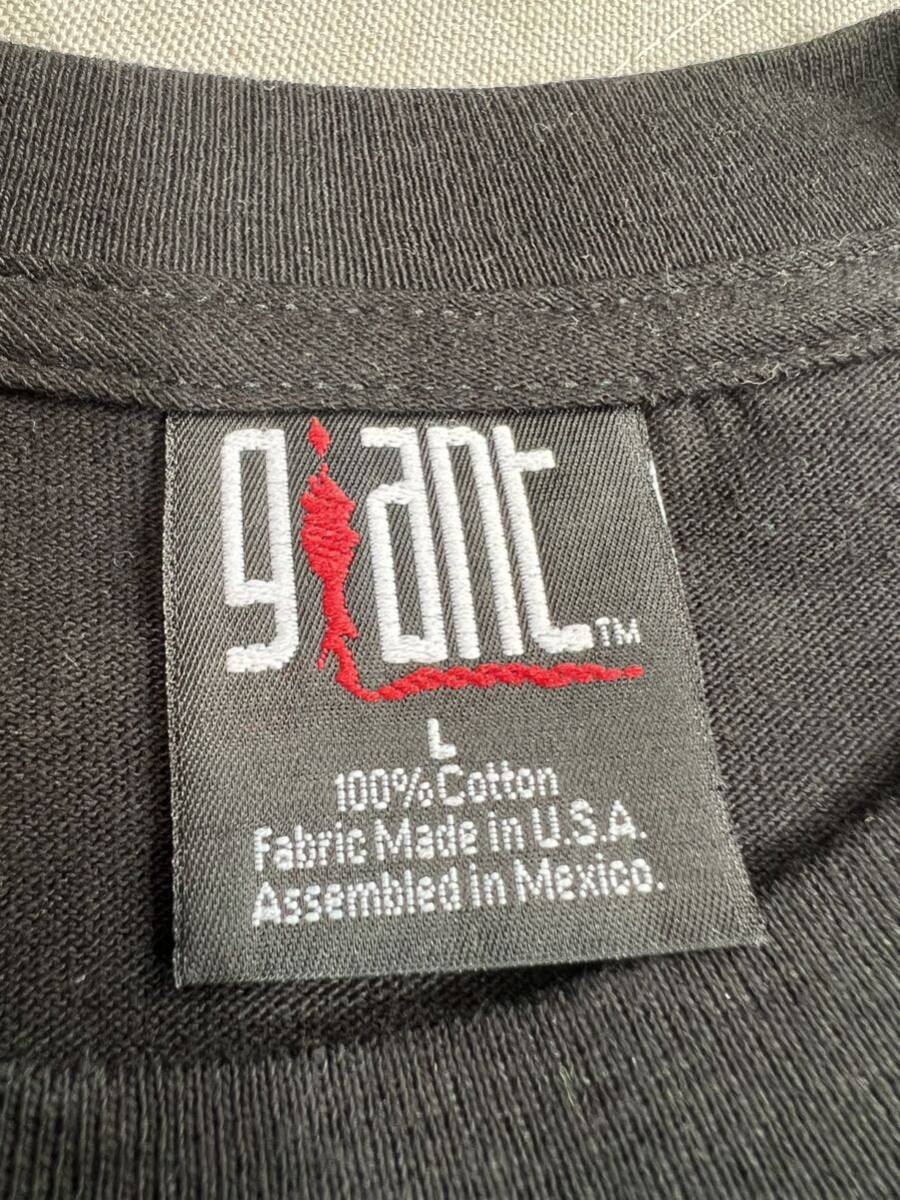 giant™
L
100% Cotton
Fabric Made in U.S.A.
Assembled in Mexico.